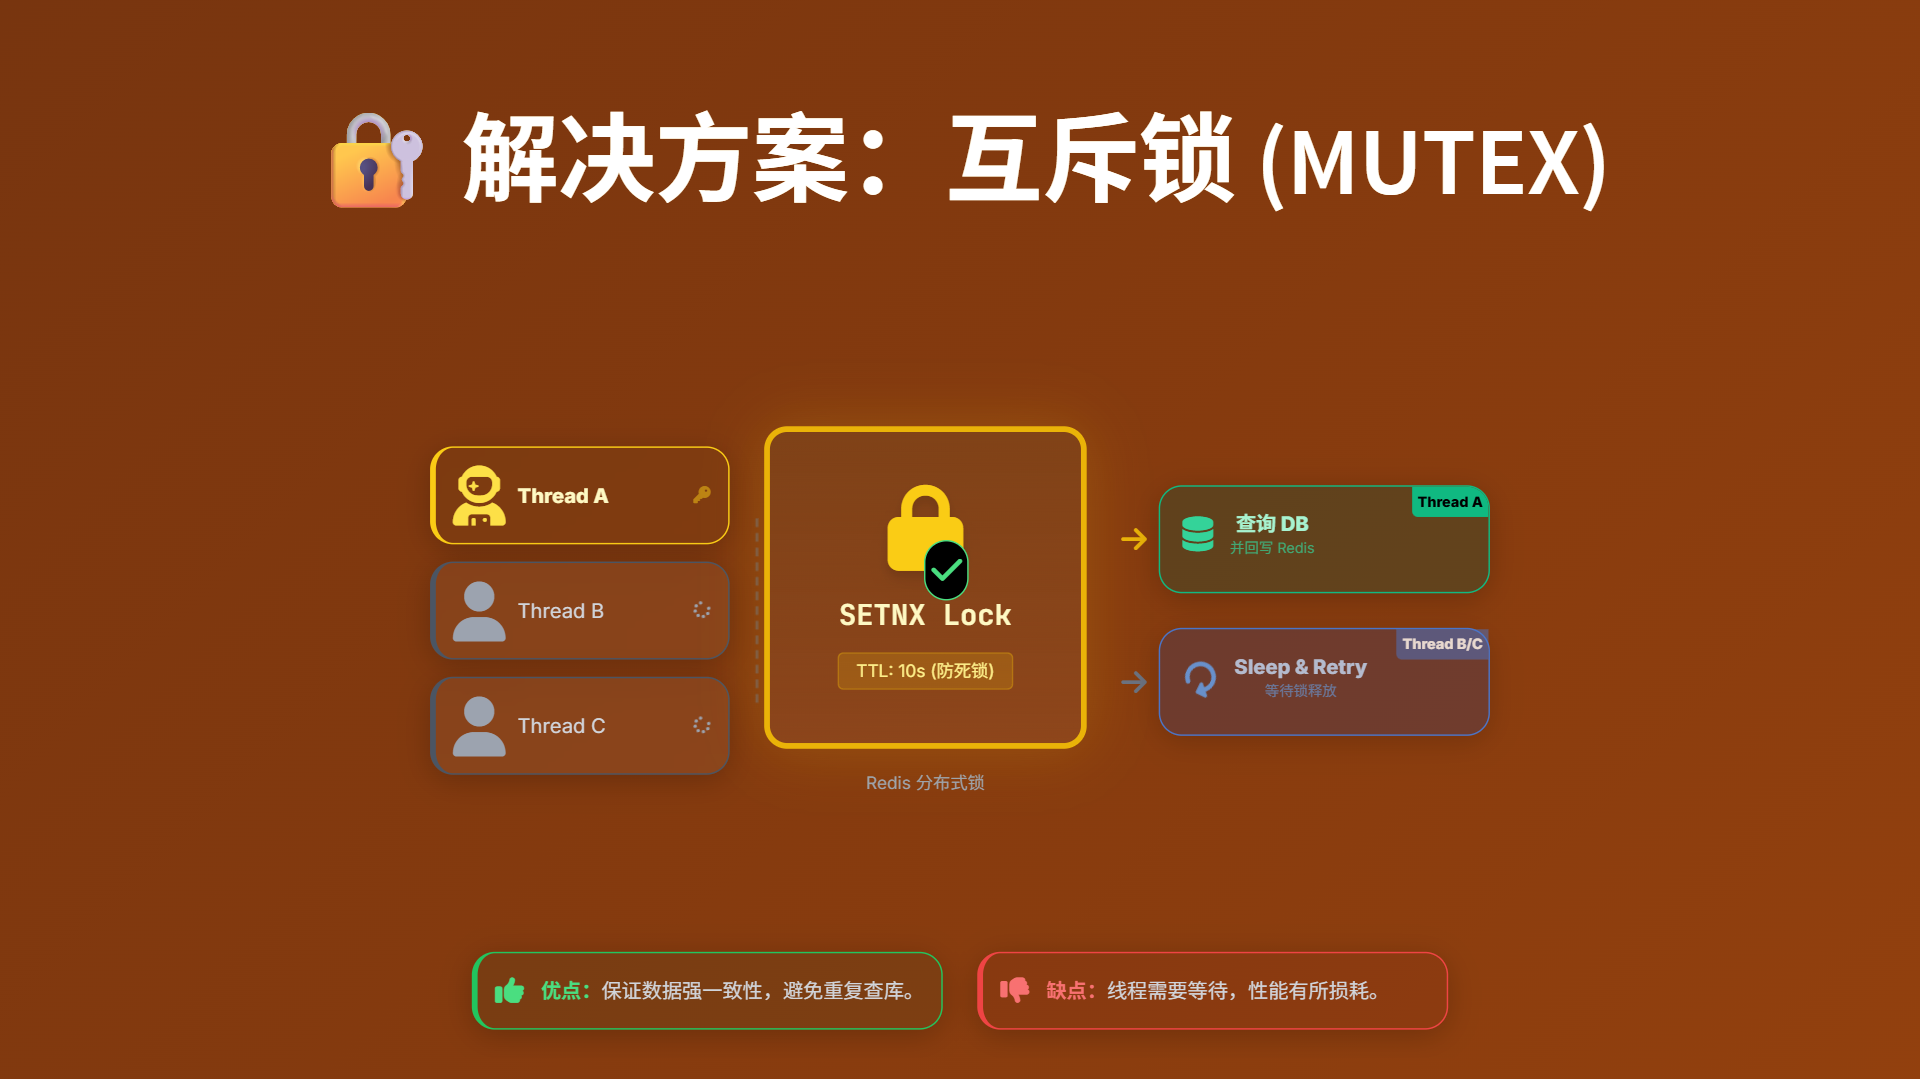 解决方案：互斥锁 (MUTEX)
Thread A
Thread B
Thread C
SETNX Lock
TTL: 10s (防死锁)
Redis 分布式锁
Thread A
查询 DB
并回写 Redis
Thread B/C
Sleep & Retry
等待锁释放
优点：保证数据强一致性，避免重复查库。
缺点：线程需要等待，性能有所损耗。